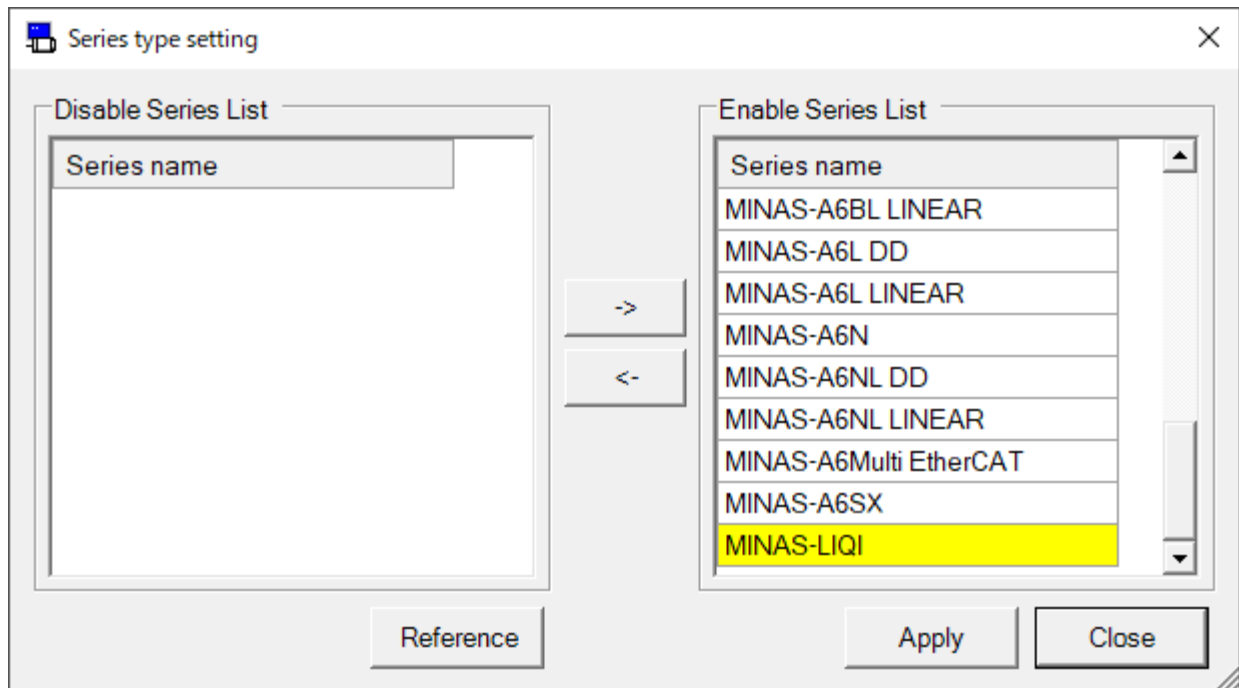 Series type setting
Disable Series List
Series name
->
<-
Enable Series List
Series name
MINAS-A6BL LINEAR
MINAS-A6L DD
MINAS-A6L LINEAR
MINAS-A6N
MINAS-A6NL DD
MINAS-A6NL LINEAR
MINAS-A6Multi EtherCAT
MINAS-A6SX
MINAS-LIQI
Reference
Apply
Close